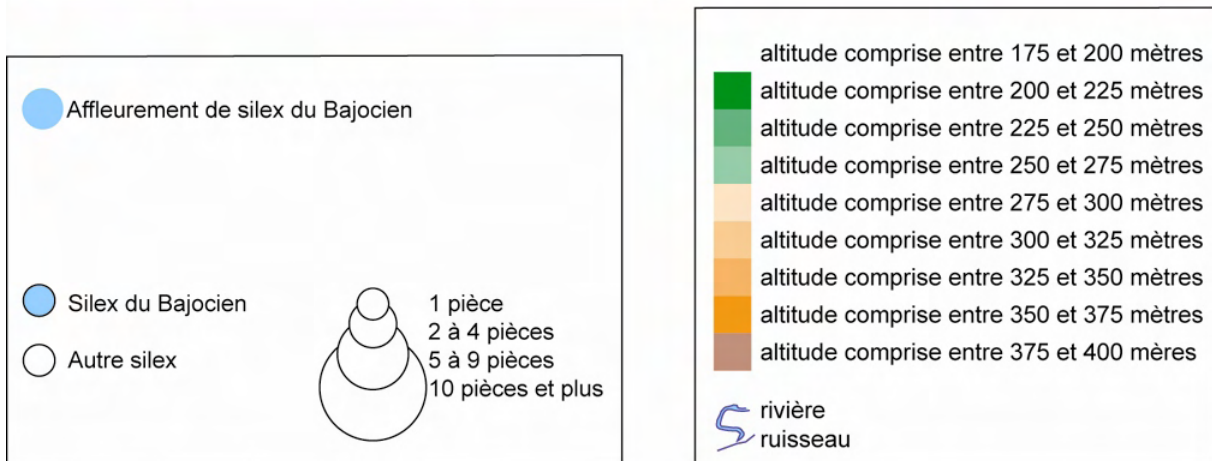 Affleurement de silex du Bajocien
Silex du Bajocien
Autre silex
1 pièce
2 à 4 pièces
5 à 9 pièces
10 pièces et plus
altitude comprise entre 175 et 200 mètres
altitude comprise entre 200 et 225 mètres
altitude comprise entre 225 et 250 mètres
altitude comprise entre 250 et 275 mètres
altitude comprise entre 275 et 300 mètres
altitude comprise entre 300 et 325 mètres
altitude comprise entre 325 et 350 mètres
altitude comprise entre 350 et 375 mètres
altitude comprise entre 375 et 400 mères
rivière
ruisseau